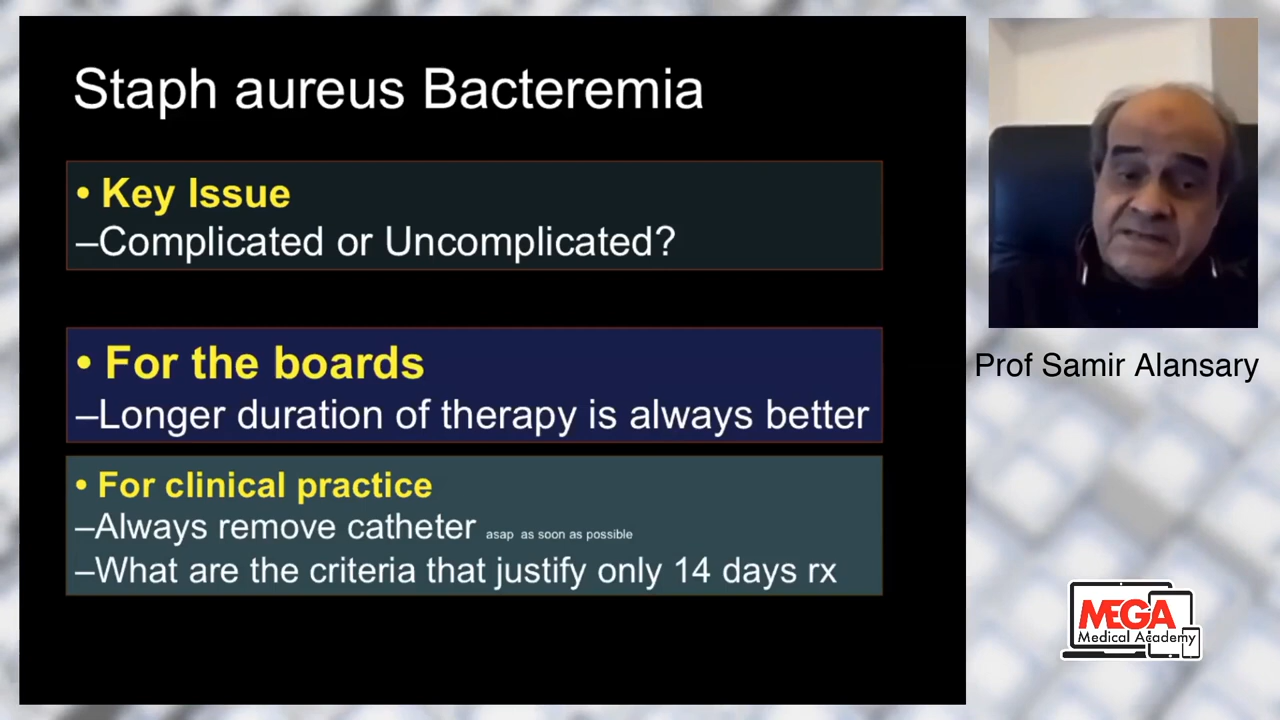 Staph aureus Bacteremia
• Key Issue
–Complicated or Uncomplicated?
• For the boards
–Longer duration of therapy is always better
• For clinical practice
–Always remove catheter asap as soon as possible
–What are the criteria that justify only 14 days rx
Prof Samir Alansary
MEGA
Medical Academy